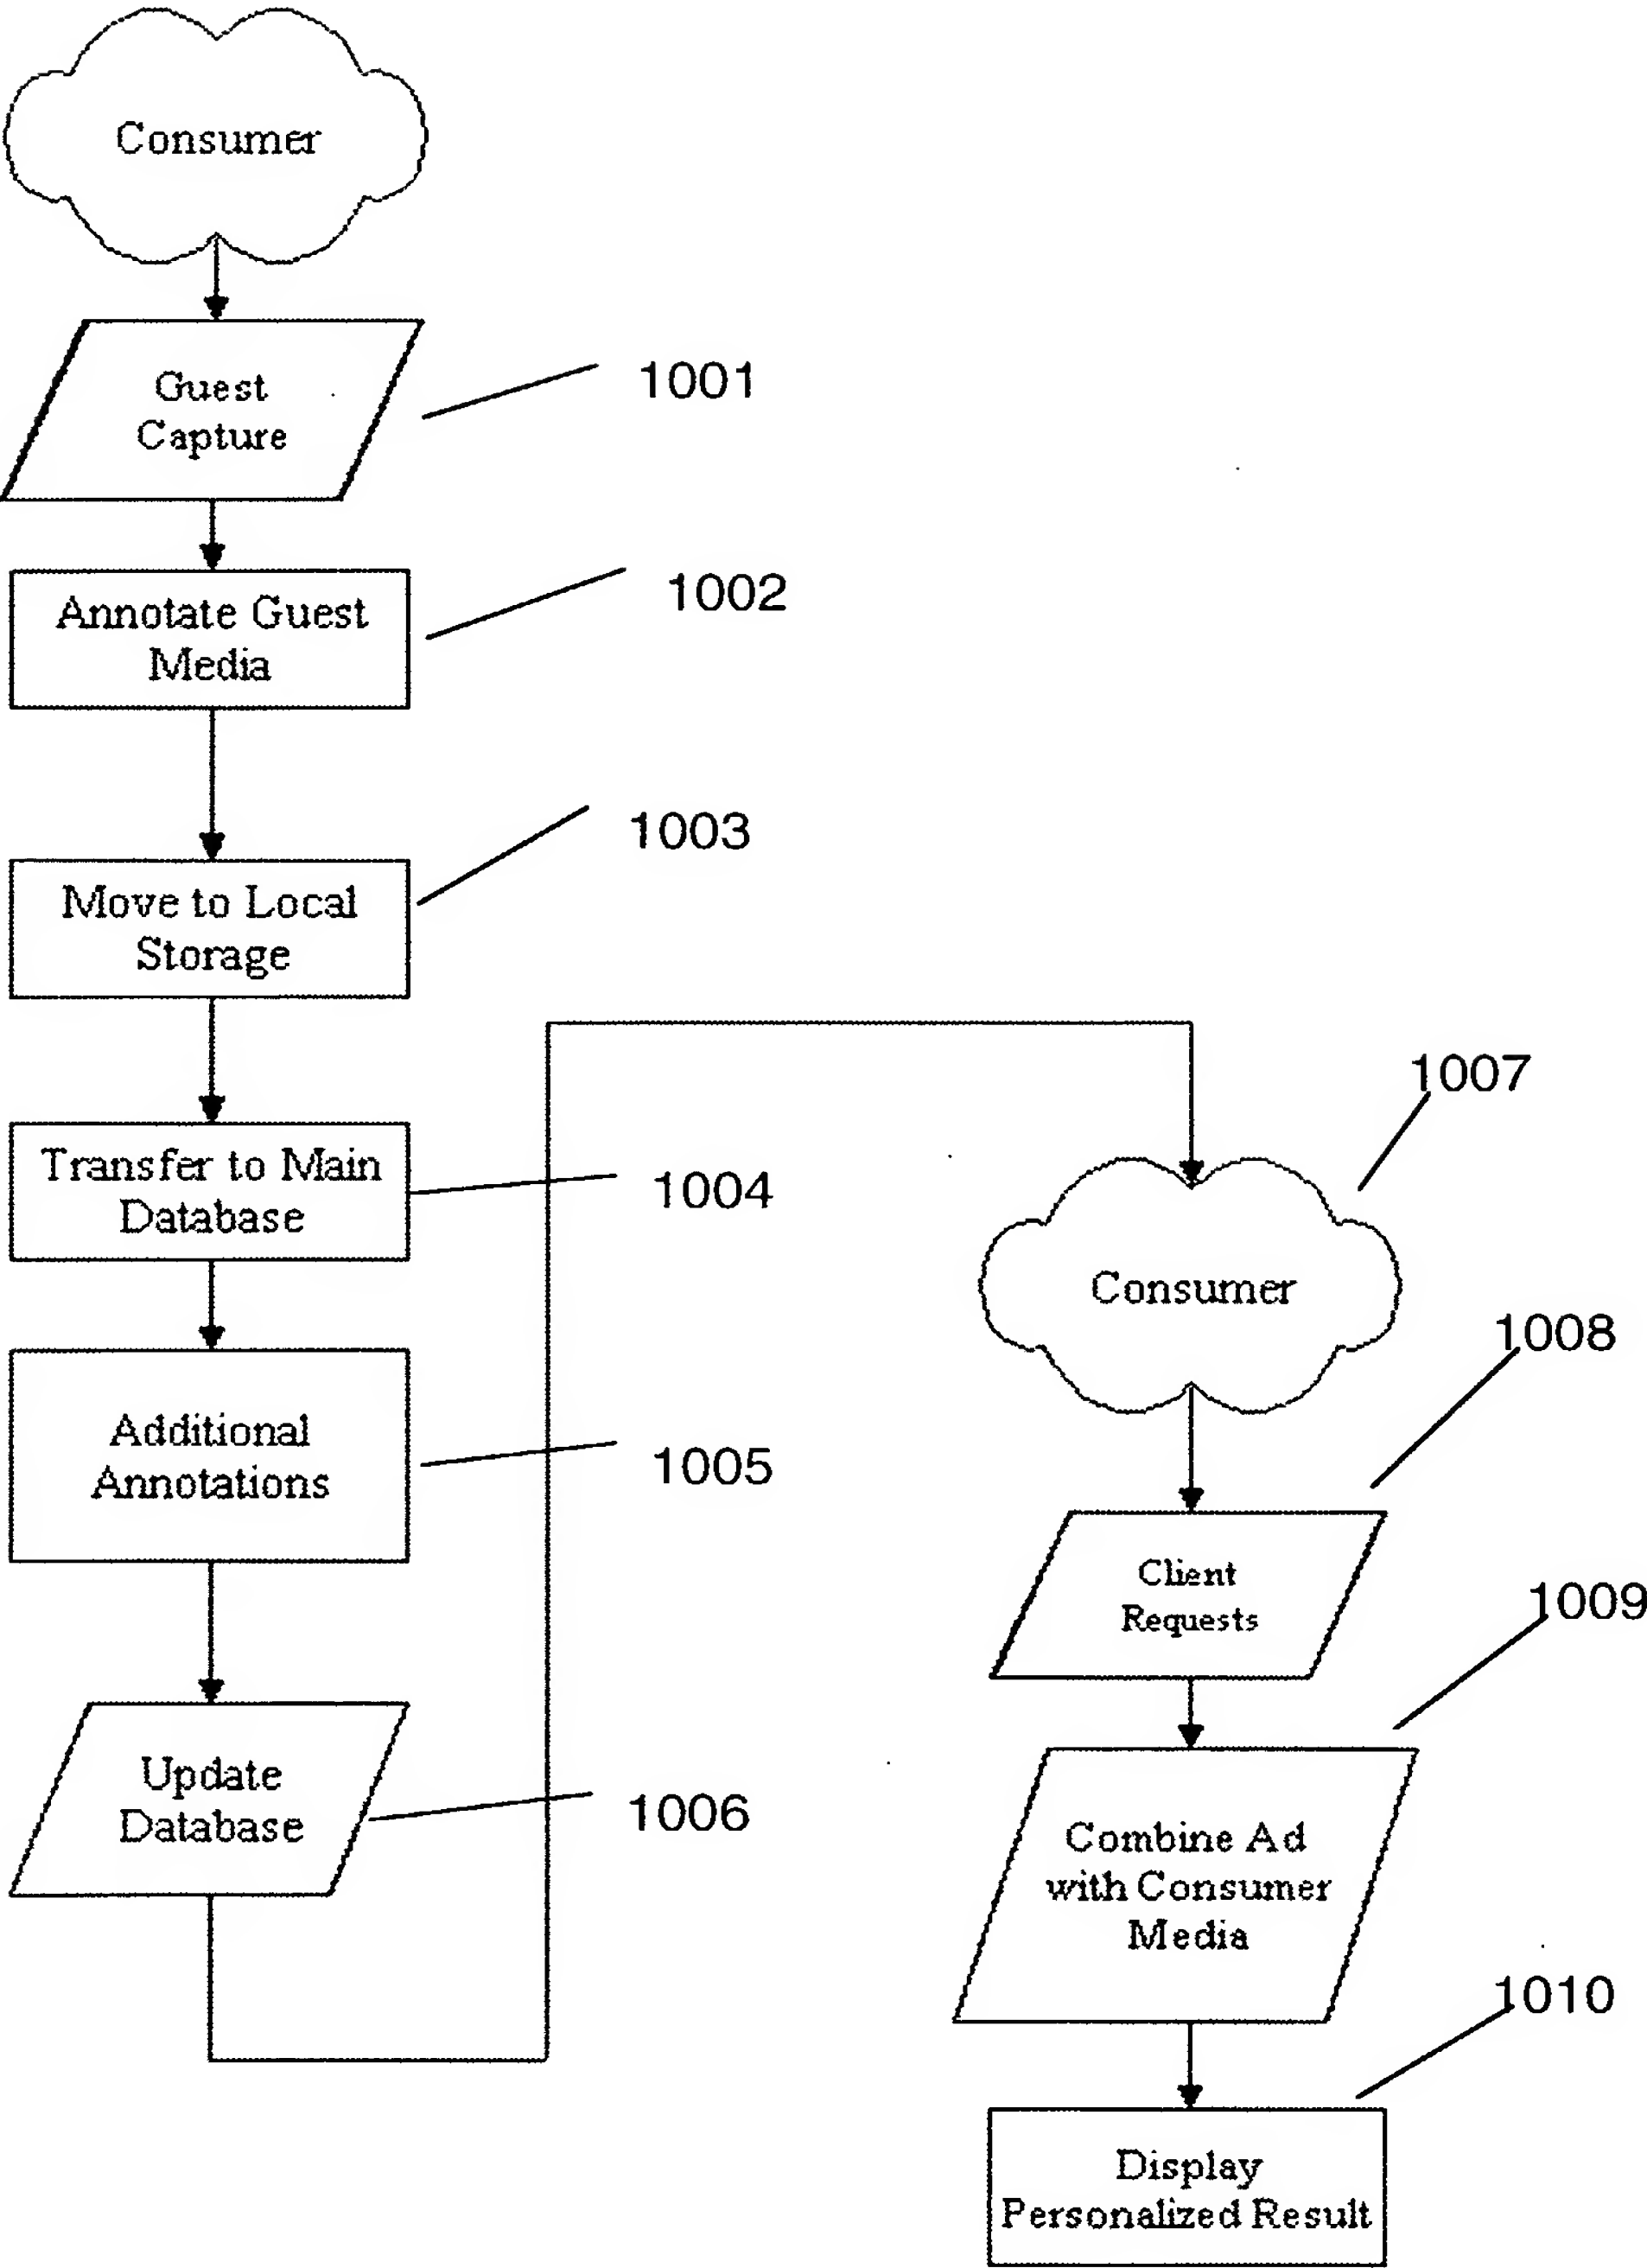 Consumer
Guest
Capture
1001
Annotate Guest
Media
1002
Move to Local
Storage
1003
Transfer to Main
Database
1004
Additional
Annotations
1005
Update
Database
1006
1007
Consumer
1008
Client
Requests
1009
Combine Ad
with Consumer
Media
1010
Display
Personalized Result